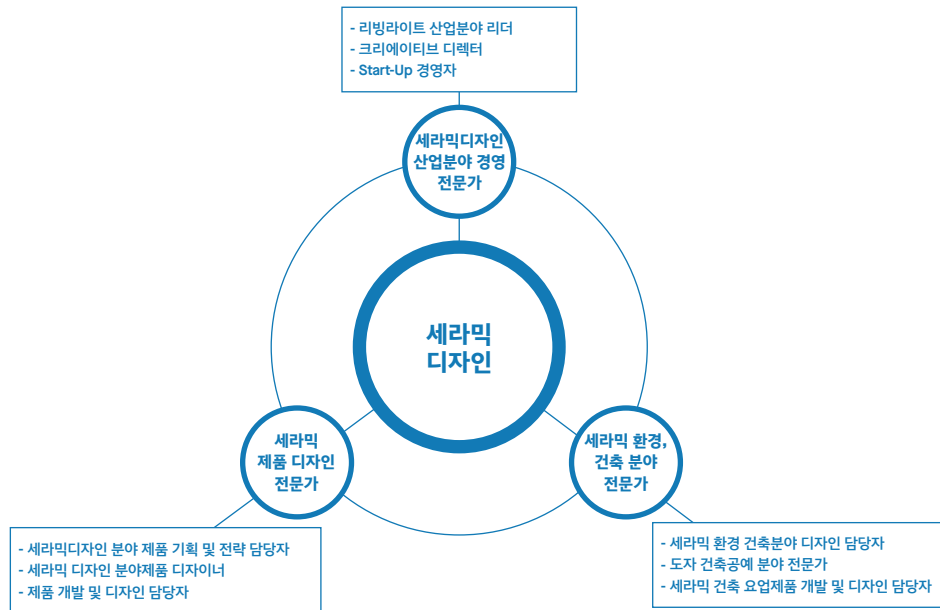 - 리빙라이트 산업분야 리더
- 크리에이티브 디렉터
- Start-Up 경영자
세라믹디자인
산업분야 경영
전문가
세라믹
디자인
세라믹
제품 디자인
전문가
세라믹 환경,
건축 분야
전문가
- 세라믹디자인 분야 제품 기획 및 전략 담당자
- 세라믹 디자인 분야제품 디자이너
- 제품 개발 및 디자인 담당자
- 세라믹 환경 건축분야 디자인 담당자
- 도자 건축공예 분야 전문가
- 세라믹 건축 요업제품 개발 및 디자인 담당자